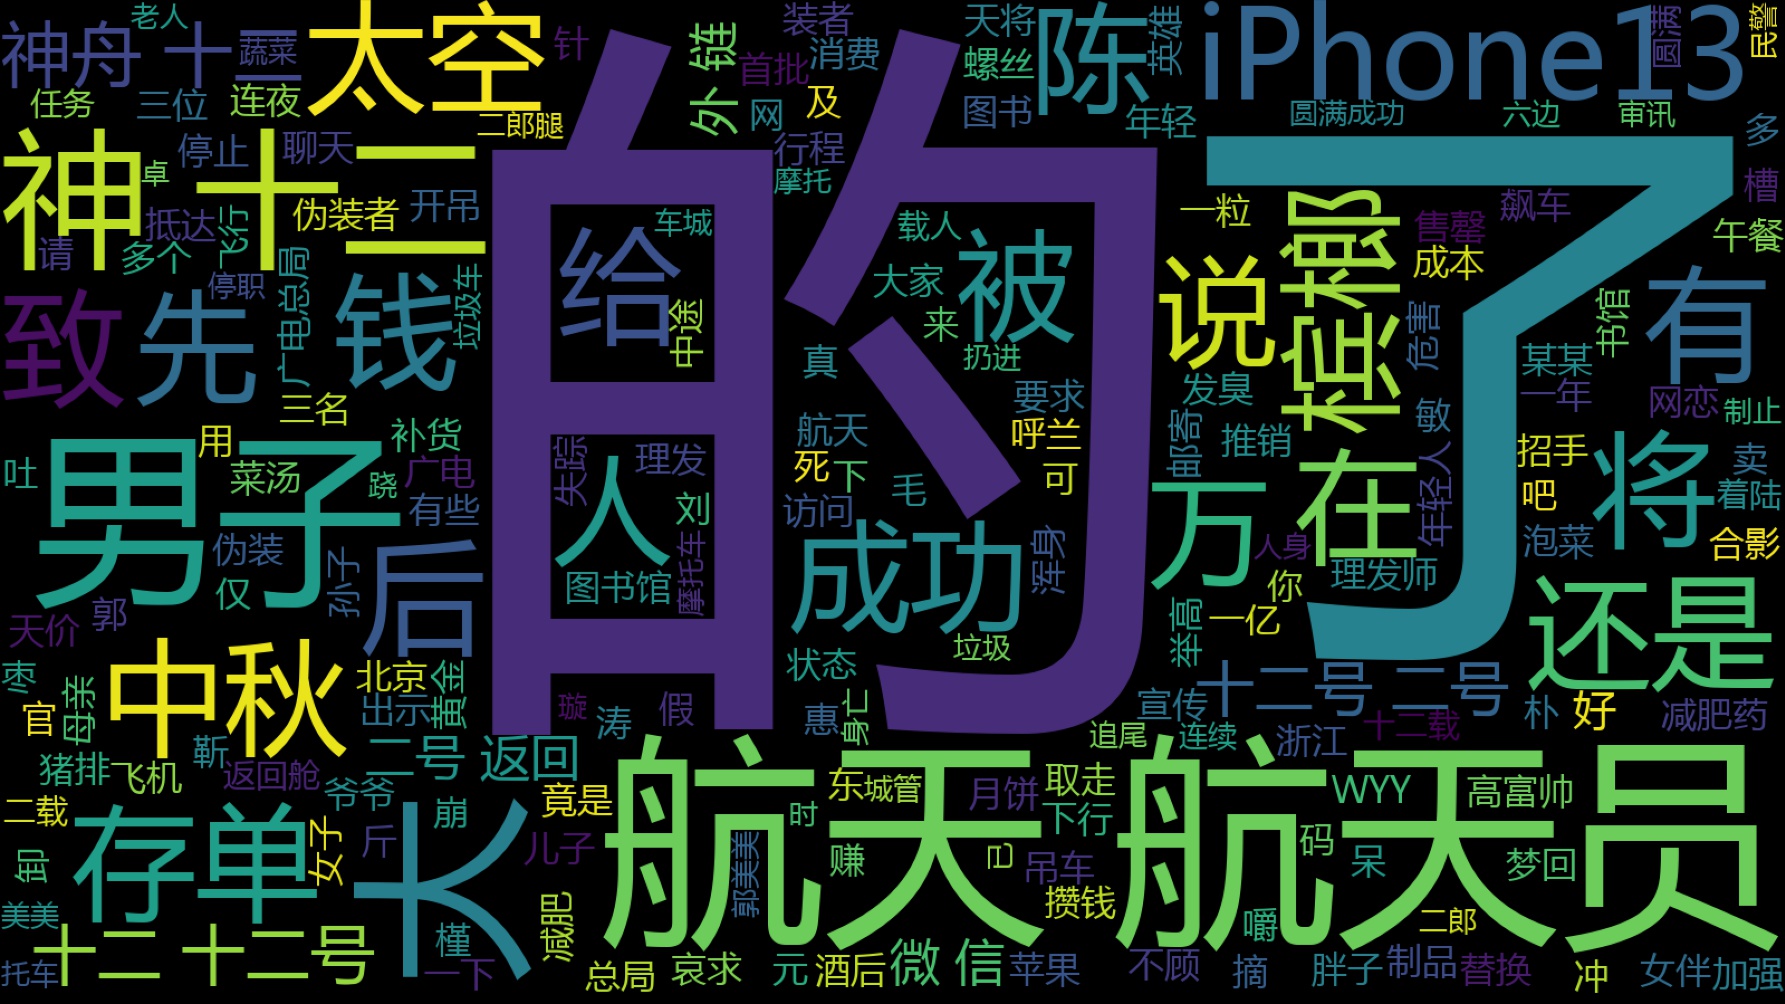 老人
神舟 十二
蔬菜
太空
针
外 链
装者
首批
消费
天将
螺丝
陈
英雄
iPhone13
圆满
民警
任务
三位
连夜
二郎腿
网
及
图书
年轻
圆满成功
六边
审讯
多
神 十二
卓
停止
聊天
行程
摩托
的
了
槟榔
一粒
飙车
槽
抵达
飞行
伪装者
开吊
给
车城
载人
被
说
售罄
成本
午餐
请
多个
停职
广电总局
垃圾车
中途
大家
来
扔进
危害
书馆
有
致
先
钱
真
要求
发臭
某某
一年
网恋
制止
三名
用
补货
失踪
理发
航天
呼兰
邮寄
推销
年轻人
敏
招手
将
卖
吐
男子
菜汤
跷
广电
有些
人
刘
死
下
毛
可
访问
万
在
吧
着陆
伪装
后
成功
浑身
人身
泡菜
合影
仅
孙子
图书馆
摩托车
你
理发师
天价
郭
一亿
举高
还是
枣
母亲
中秋
北京
黄金
垃圾
状态
十二号 二号
官
出示
璇
涛
假
惠
身亡
宣传
朴
好
减肥药
猪排
飞机
靳
返回舱
二号
返回
追尾
连续
浙江
十二载
二载
爷爷
崩
竟是
航天 航天员
时
东
城管
月饼
取走
下行
WYY
高富帅
卸
存单
女子
斤
大
儿子
郭美美
赚
已
吊车
码
呆
梦回
美美
减肥
攒钱
嚼
二郎
十二 十二号
槿
托车
一下
总局
哀求
元
酒后
微 信
苹果
不顾
摘
胖子
制品
替换
冲
女伴
加强